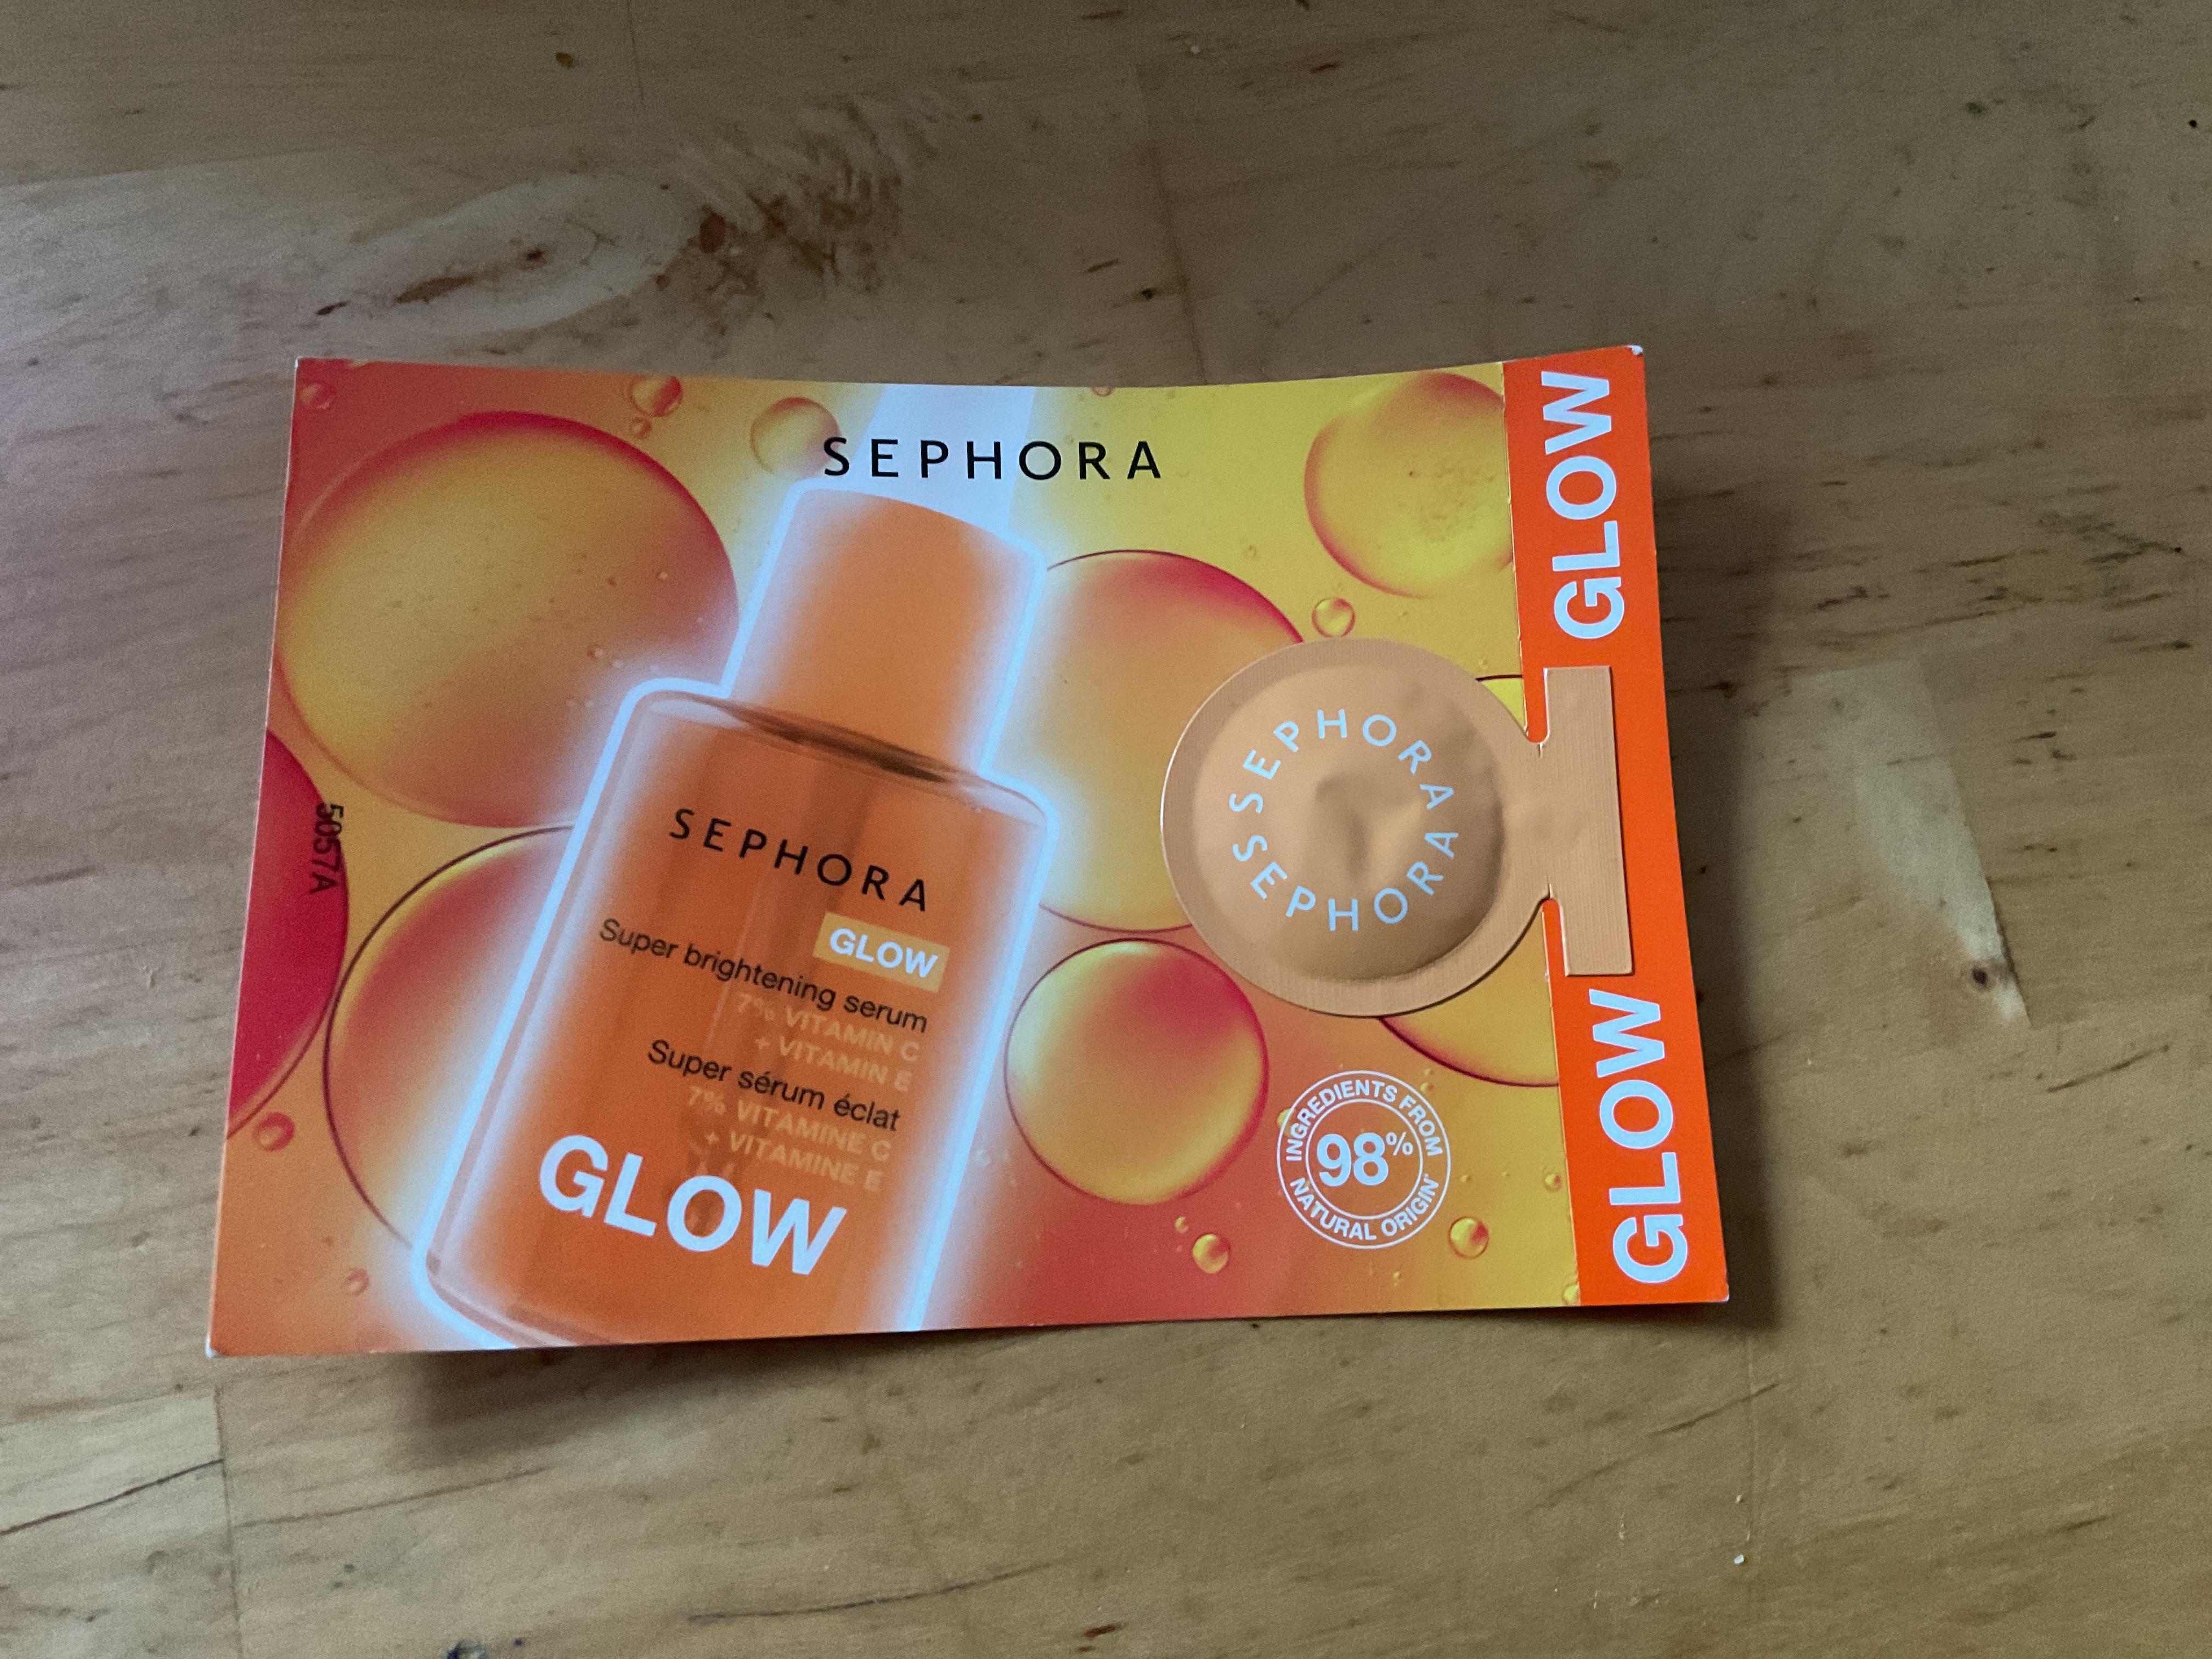 SEPHORA
SEPHORA
GLOW
Super brightening serum
7% VITAMIN C
+ VITAMIN E
Super sérum éclat
7% VITAMINE C
+ VITAMINE E
GLOW
5057A
SEPHORA
SEPHORA
INGREDIENTS FROM
98%
NATURAL ORIGIN*
GLOW
GLOW